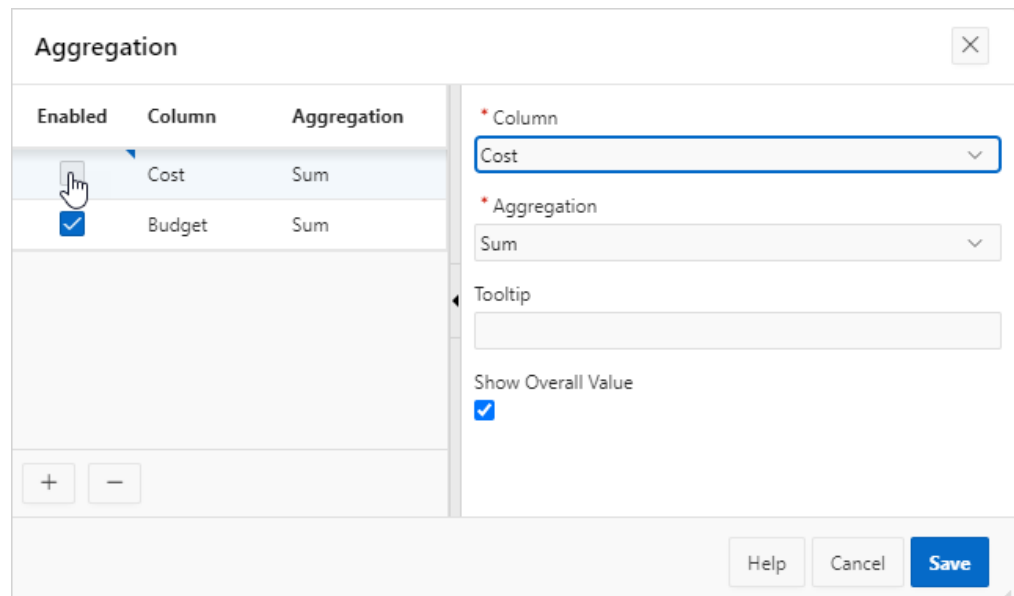 Aggregation
Enabled Column Aggregation
Cost Sum
Budget Sum
* Column
Cost
* Aggregation
Sum
Tooltip
Show Overall Value
Help Cancel Save